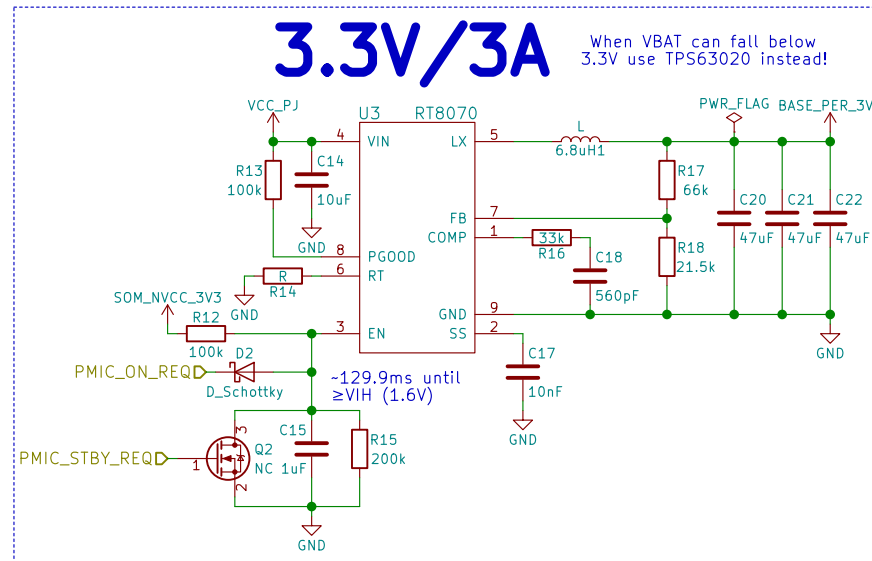 3.3V/3A
When VBAT can fall below
3.3V use TPS63020 instead!
VCC_PJ
U3
RT8070
PWR_FLAG
BASE_PER_3V
4
VIN
LX
5
L
6.8uH1
R13
100k
C14
10uF
GND
R17
66k
C20
47uF
C21
47uF
C22
47uF
FB
7
COMP
1
33k
R16
C18
560pF
R18
21.5k
8
PGOOD
6
RT
R
R14
GND
SOM_NVCC_3V3
R12
100k
3
EN
GND
9
SS
2
GND
C17
10nF
GND
PMIC_ON_REQ
D2
D_Schottky
~129.9ms until
≥VIH (1.6V)
PMIC_STBY_REQ
1
3
2
Q2
NC
C15
1uF
R15
200k
GND